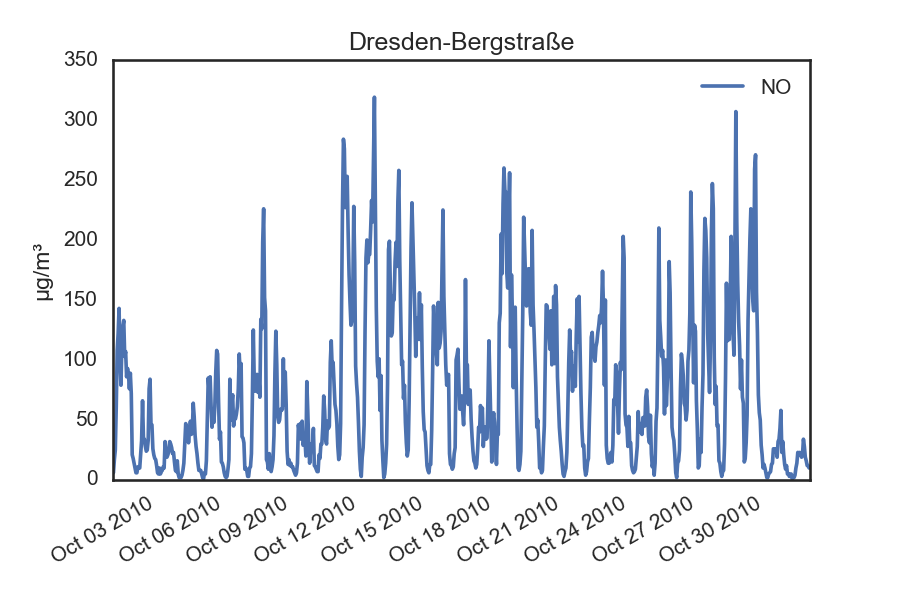 Dresden-Bergstraße
350
300
250
200
150
100
50
0
µg/m³
NO
Oct 03 2010
Oct 06 2010
Oct 09 2010
Oct 12 2010
Oct 15 2010
Oct 18 2010
Oct 21 2010
Oct 24 2010
Oct 27 2010
Oct 30 2010